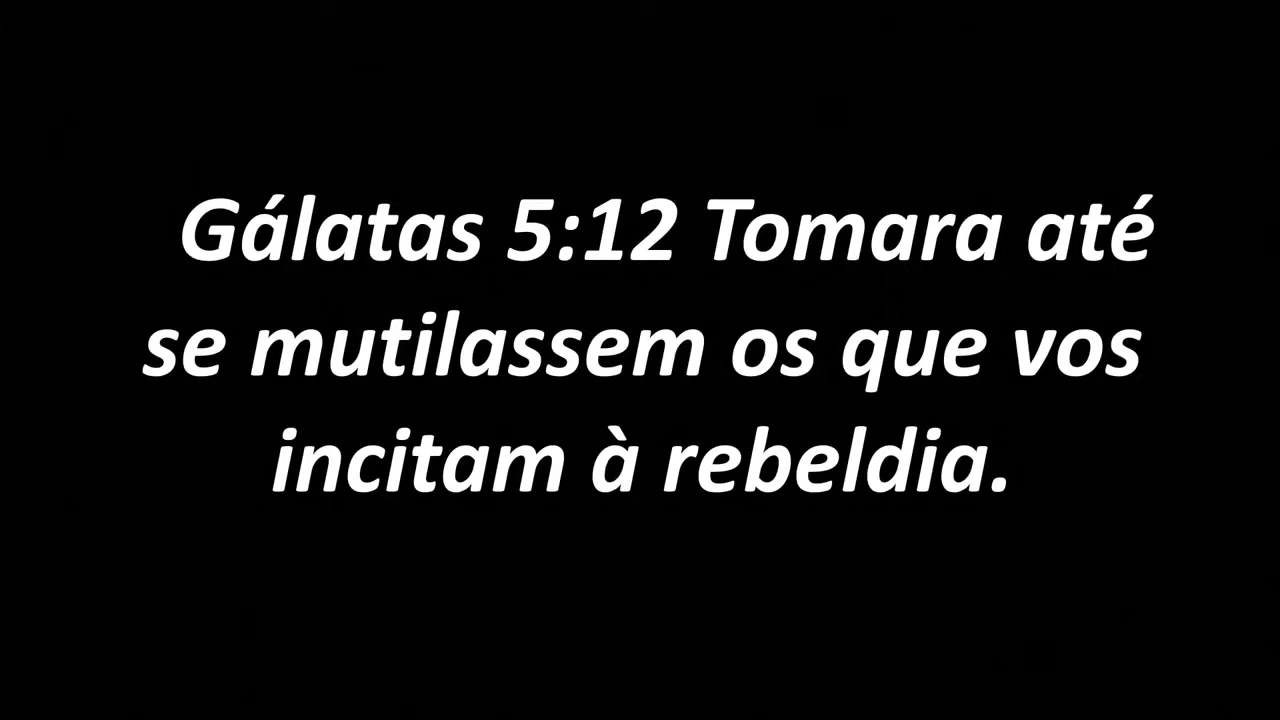 Gálatas 5:12 Tomara até
se mutilassem os que vos
incitam à rebeldia.